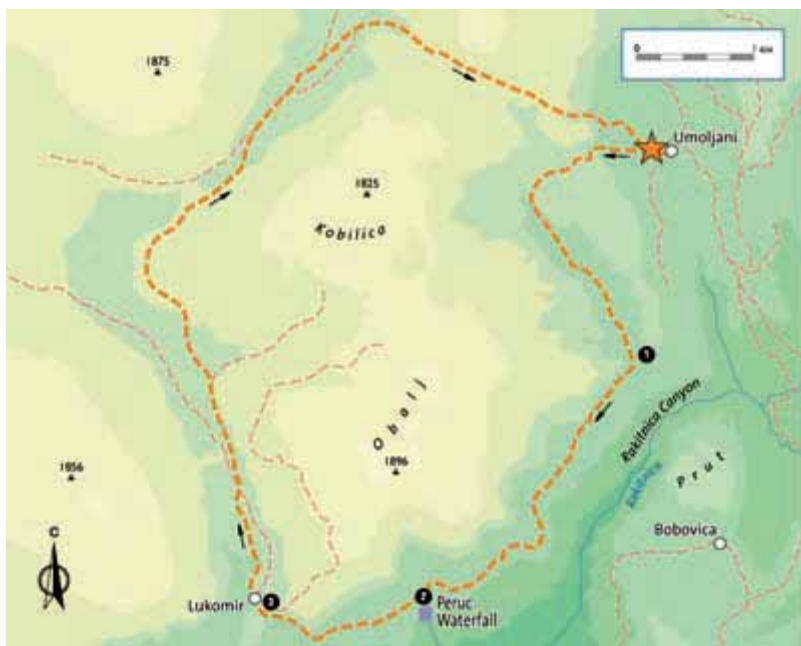 0 1 км
1875
Umoljani
1825
Kobilica
1
Rakitnica Canyon
Obalj
Rakitnica
Prut
1856
1896
C
Bobovica
2
Peruc
Waterfall
Lukomir
3